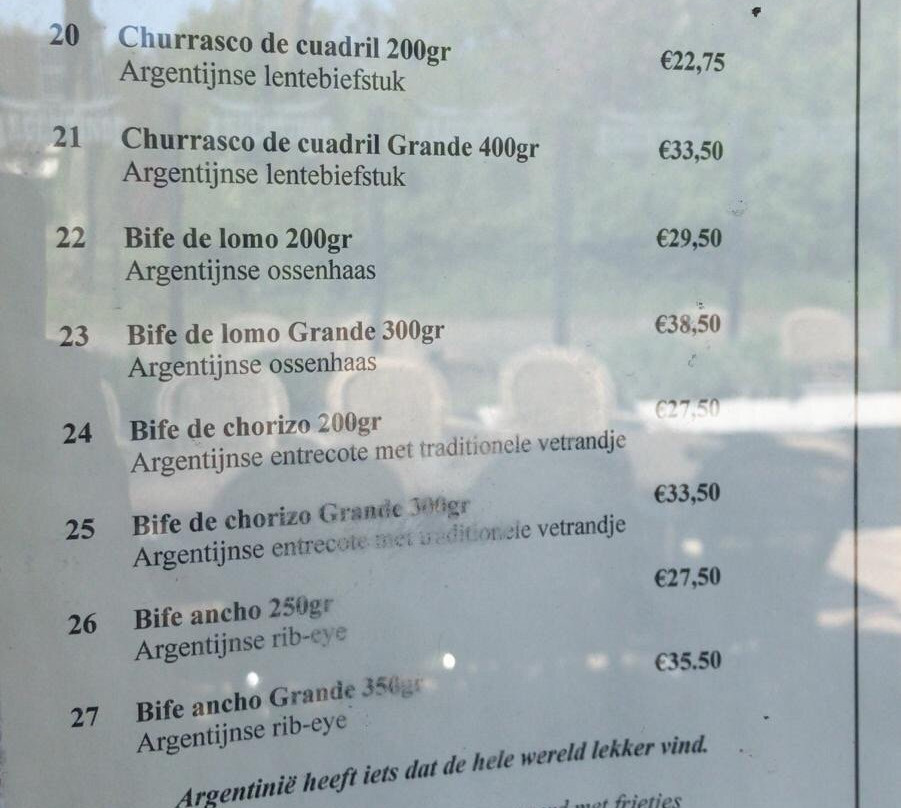 20 Churrasco de cuadril 200gr €22,75
Argentijnse lentebiefstuk
21 Churrasco de cuadril Grande 400gr €33,50
Argentijnse lentebiefstuk
22 Bife de lomo 200gr €29,50
Argentijnse ossenhaas
23 Bife de lomo Grande 300gr €38,50
Argentijnse ossenhaas
24 Bife de chorizo 200gr €27,50
Argentijnse entrecote met traditionele vetrandje
25 Bife de chorizo Grande 300gr €33,50
Argentijnse entrecote met traditionele vetrandje
26 Bife ancho 250gr €27,50
Argentijnse rib-eye
27 Bife ancho Grande 350gr €35.50
Argentijnse rib-eye
Argentinië heeft iets dat de hele wereld lekker vind.
met frietjes